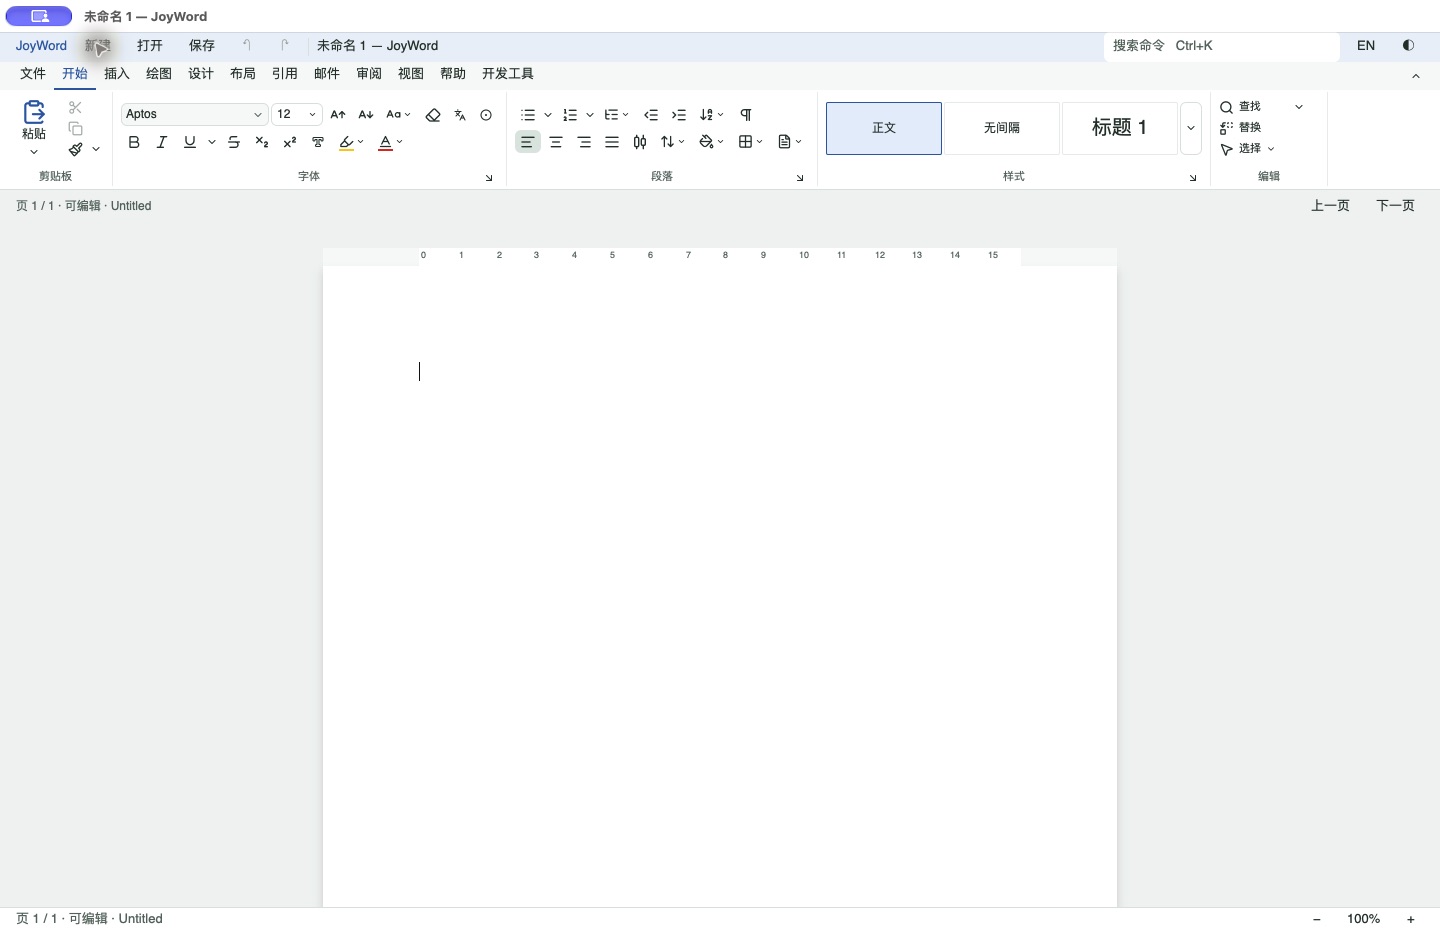 未命名 1 — JoyWord
JoyWord 新建 打开 保存 未命名 1 — JoyWord 搜索命令 Ctrl+K EN
文件 开始 插入 绘图 设计 布局 引用 邮件 审阅 视图 帮助 开发工具
粘贴
剪贴板
Aptos 12
字体
段落
正文 无间隔 标题 1
样式
查找
替换
选择
编辑
页 1 / 1 · 可编辑 · Untitled 上一页 下一页
0 1 2 3 4 5 6 7 8 9 10 11 12 13 14 15
页 1 / 1 · 可编辑 · Untitled − 100% +